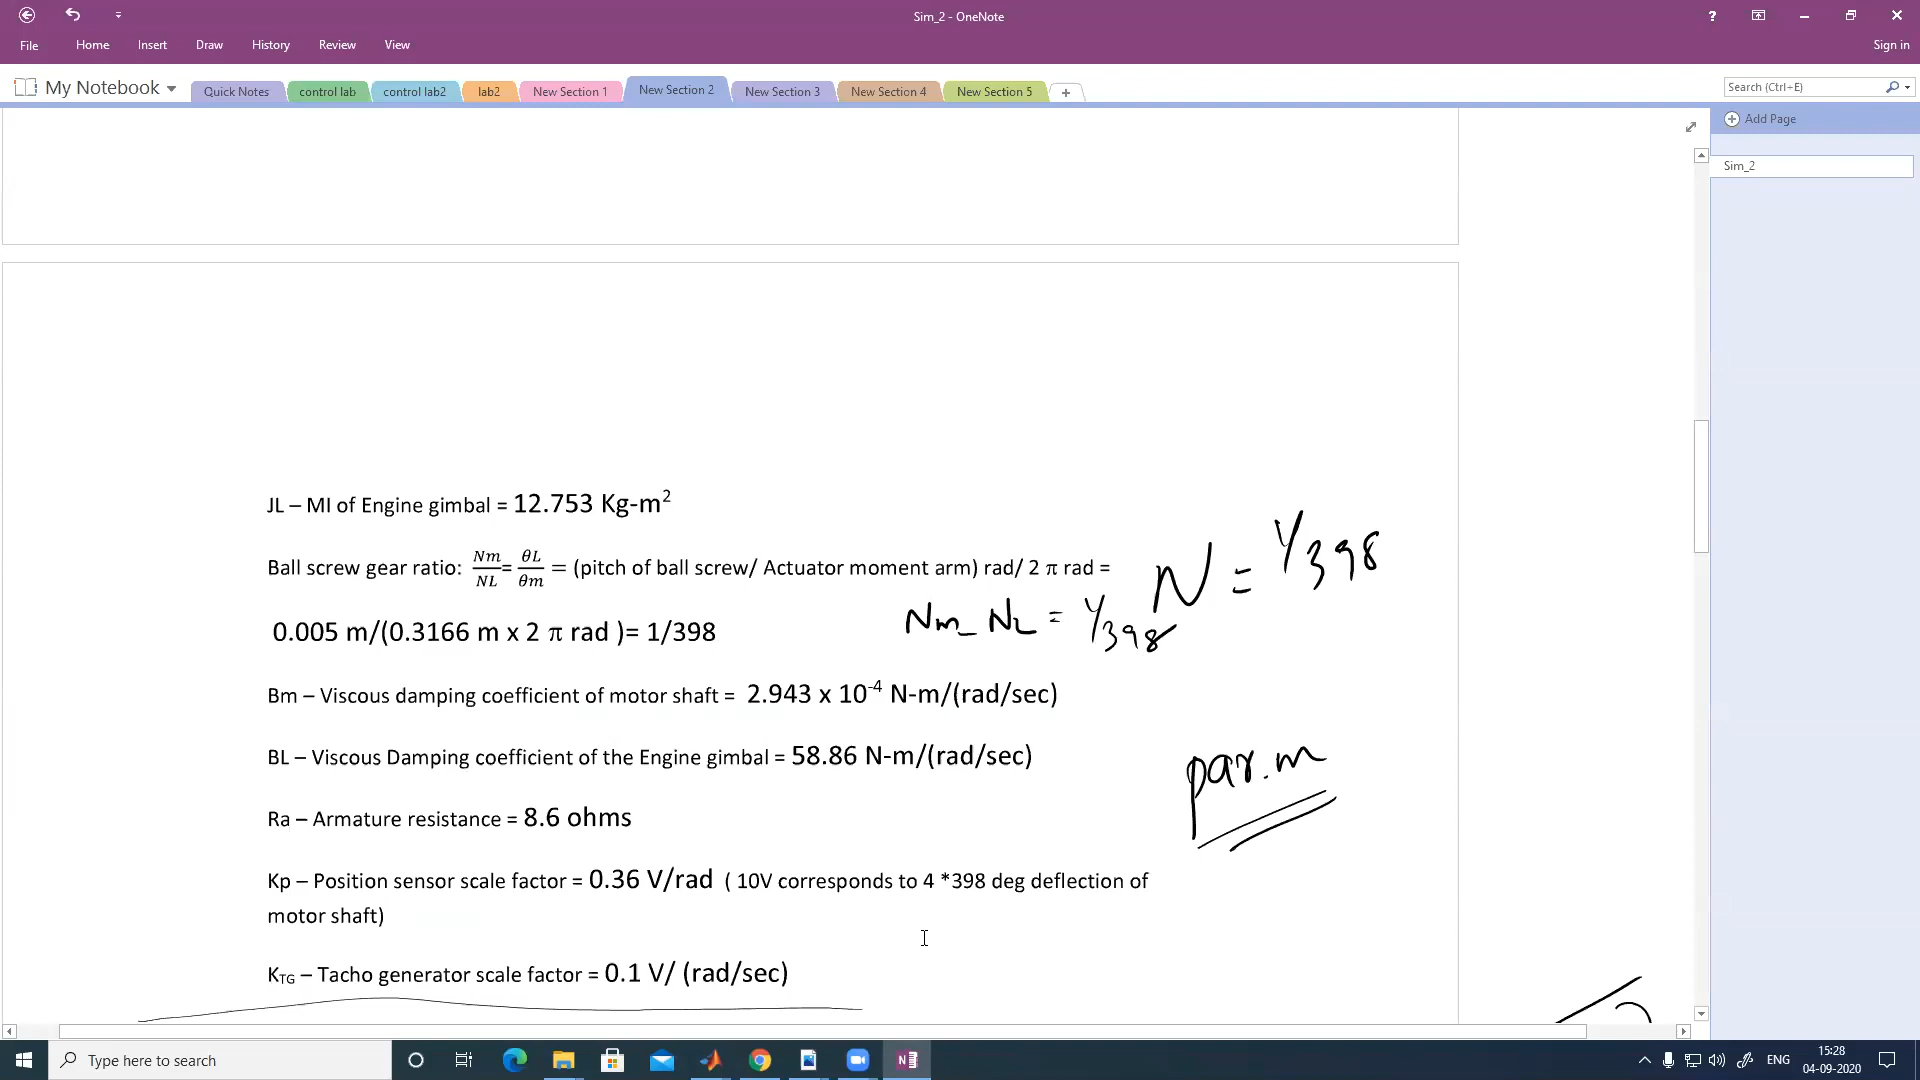 Sim_2 - OneNote
?
File Home Insert Draw History Review View
Sign in
My Notebook
Quick Notes control lab control lab2 lab2 New Section 1 New Section 2 New Section 3 New Section 4 New Section 5 +
Search (Ctrl+E)
Add Page
Sim_2
JL – MI of Engine gimbal = 12.753 Kg-m²
Ball screw gear ratio: Nm/NL = θL/θm = (pitch of ball screw/ Actuator moment arm) rad/ 2 π rad =
N = 1/398
0.005 m/(0.3166 m x 2 π rad )= 1/398
Nm_NL = 1/398
Bm – Viscous damping coefficient of motor shaft = 2.943 x 10⁻⁴ N-m/(rad/sec)
BL – Viscous Damping coefficient of the Engine gimbal = 58.86 N-m/(rad/sec)
par.m
Ra – Armature resistance = 8.6 ohms
Kp – Position sensor scale factor = 0.36 V/rad ( 10V corresponds to 4 *398 deg deflection of
motor shaft)
KTG – Tacho generator scale factor = 0.1 V/ (rad/sec)
Type here to search
N
ENG
15:28
04-09-2020